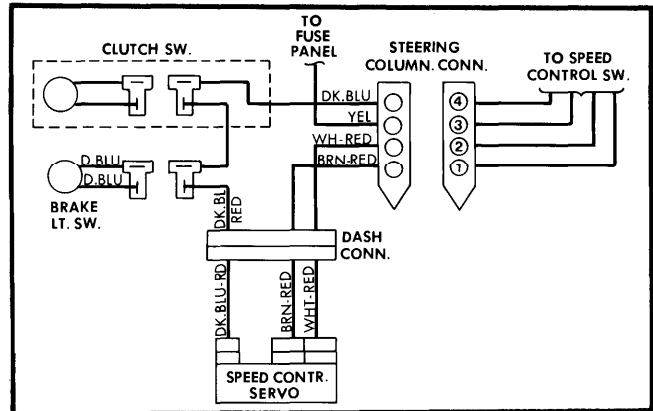 TO
FUSE
PANEL
CLUTCH SW.
STEERING
COLUMN. CONN.
TO SPEED
CONTROL SW.
DK.BLU
YEL
WH-RED
BRN-RED
4
3
2
1
D.BLU
D.BLU
BRAKE
LT. SW.
DK.BL
RED
DASH
CONN.
DK.BLU-RD
BRN-RED
WHT-RED
SPEED CONTR.
SERVO